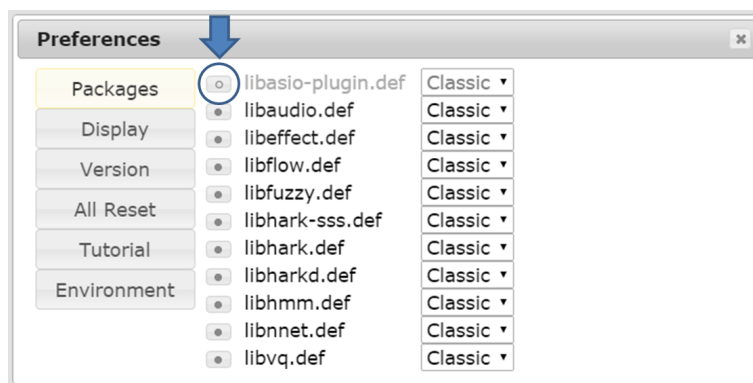 Preferences
Packages
Display
Version
All Reset
Tutorial
Environment
libasio-plugin.def Classic
libaudio.def Classic
libeffect.def Classic
libflow.def Classic
libfuzzy.def Classic
libhark-sss.def Classic
libhark.def Classic
libharkd.def Classic
libhmm.def Classic
libnnet.def Classic
libvq.def Classic